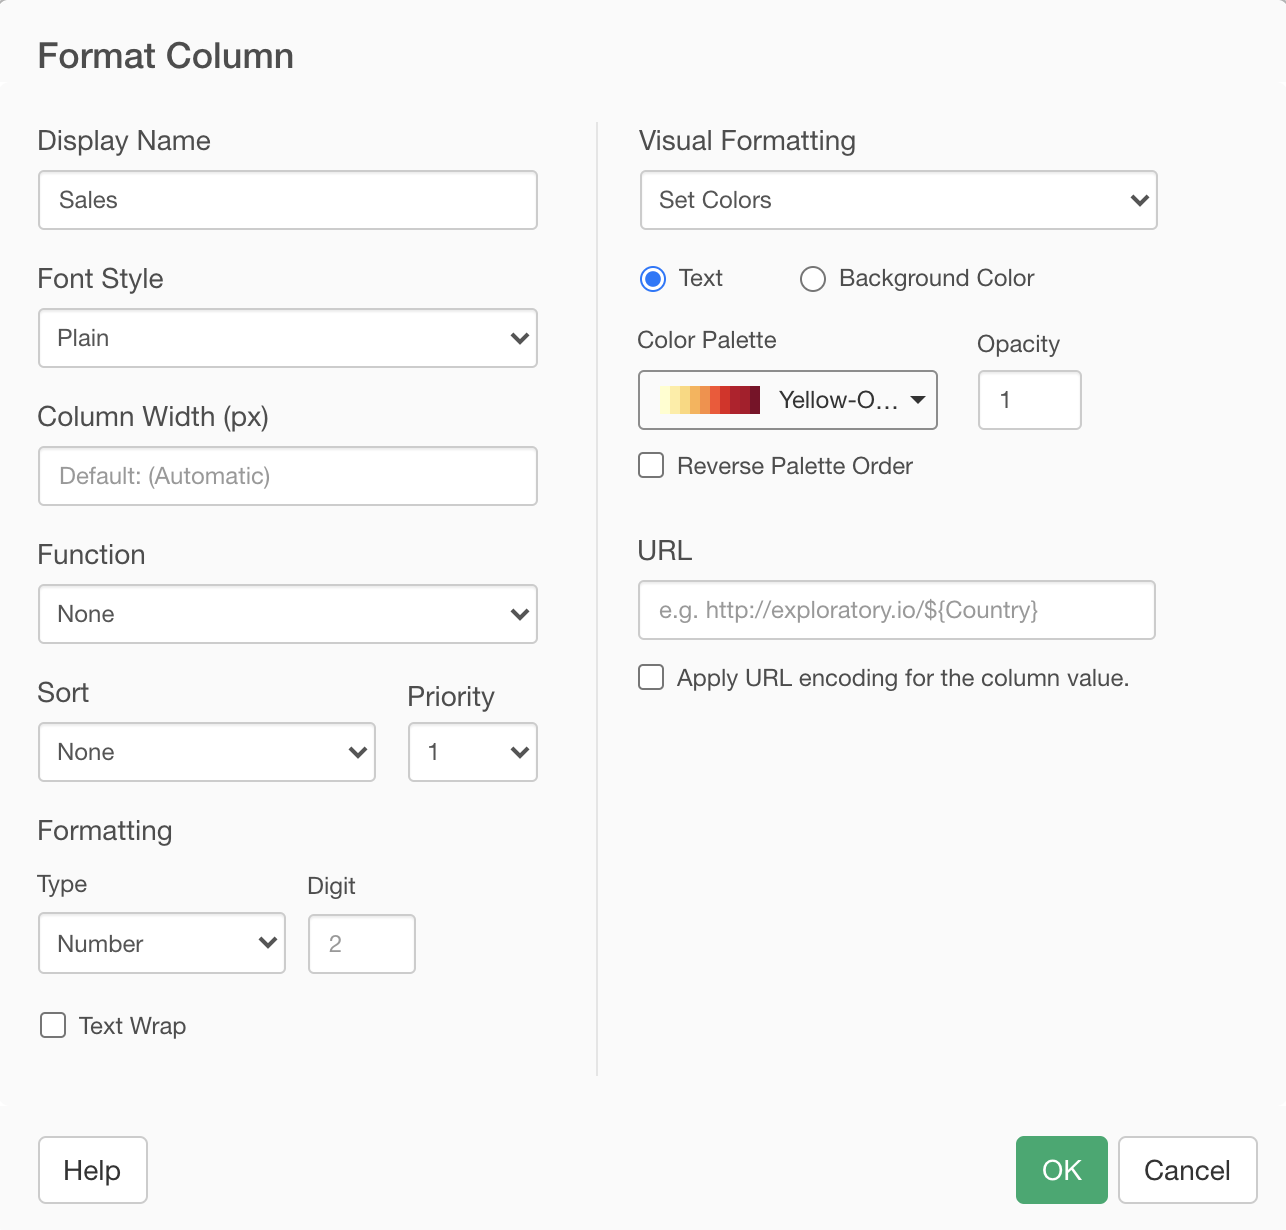 Format Column
Display Name
Sales
Font Style
Plain
Column Width (px)
Default: (Automatic)
Function
None
Sort
Priority
None
1
Formatting
Type
Digit
Number
2
Text Wrap
Visual Formatting
Set Colors
Text
Background Color
Color Palette
Opacity
Yellow-O...
1
Reverse Palette Order
URL
e.g. http://exploratory.io/${Country}
Apply URL encoding for the column value.
Help
OK
Cancel